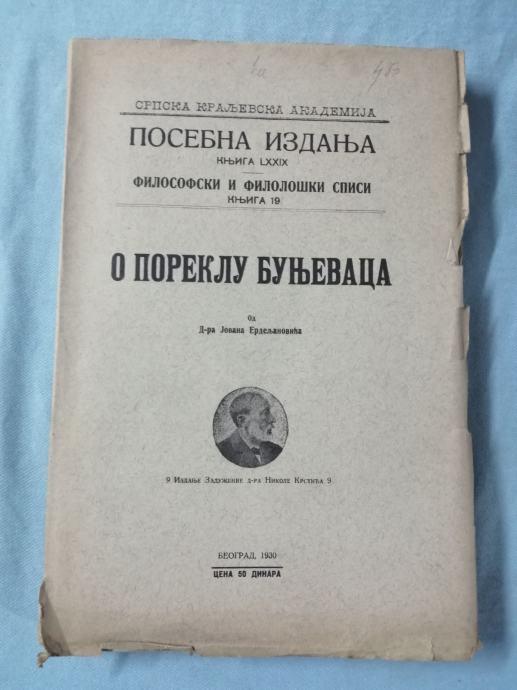 СРПСКА КРАЉЕВСКА АКАДЕМИЈА
ПОСЕБНА ИЗДАЊА
КЊИГА LXXIX
ФИЛОСОФСКИ И ФИЛОЛОШКИ СПИСИ
КЊИГА 19
О ПОРЕКЛУ БУЊЕВАЦА
ОД
Д-РА ЈОВАНА ЕРДЕЉАНОВИЋА
9 ИЗДАЊЕ ЗАДУЖБИНЕ Д-РА НИКОЛЕ КРСТИЋА 9
БЕОГРАД, 1930
ЦЕНА 50 ДИНАРА